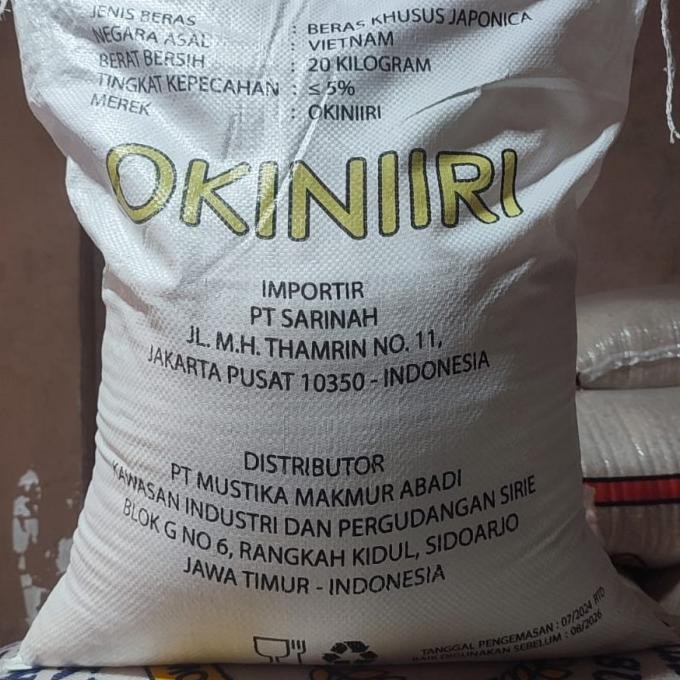 JENIS BERAS : BERAS KHUSUS JAPONICA
NEGARA ASAL : VIETNAM
BERAT BERSIH : 20 KILOGRAM
TINGKAT KEPECAHAN : ≤ 5%
MEREK : OKINIIRI
OKINIIRI
IMPORTIR
PT SARINAH
JL. M.H. THAMRIN NO. 11,
JAKARTA PUSAT 10350 - INDONESIA
DISTRIBUTOR
PT MUSTIKA MAKMUR ABADI
KAWASAN INDUSTRI DAN PERGUDANGAN SIRIE
BLOK G NO 6, RANGKAH KIDUL, SIDOARJO
JAWA TIMUR - INDONESIA
TANGGAL PENGEMASAN : 07/2024 RTD
BAIK DIGUNAKAN SEBELUM : 08/2026